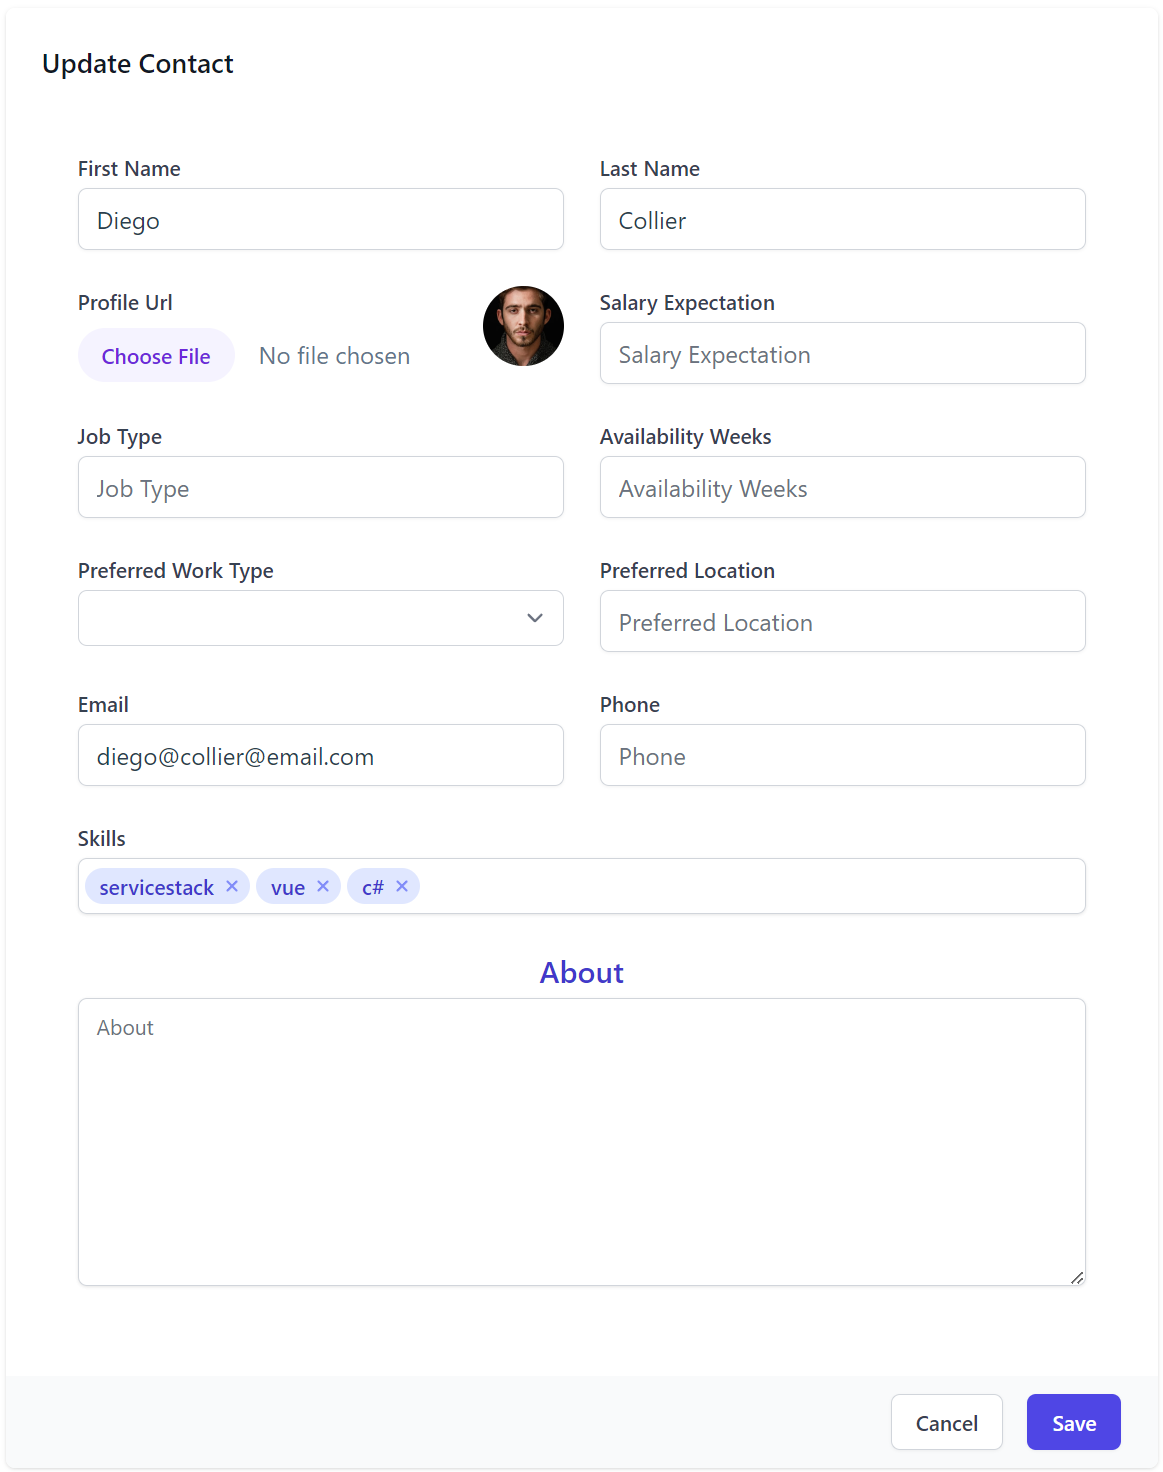 Update Contact
First Name
Last Name
Diego
Collier
Profile Url
Salary Expectation
Choose File
No file chosen
Salary Expectation
Job Type
Availability Weeks
Job Type
Availability Weeks
Preferred Work Type
Preferred Location
Preferred Location
Email
Phone
diego@collier@email.com
Phone
Skills
servicestack × vue × c# ×
About
About
Cancel
Save